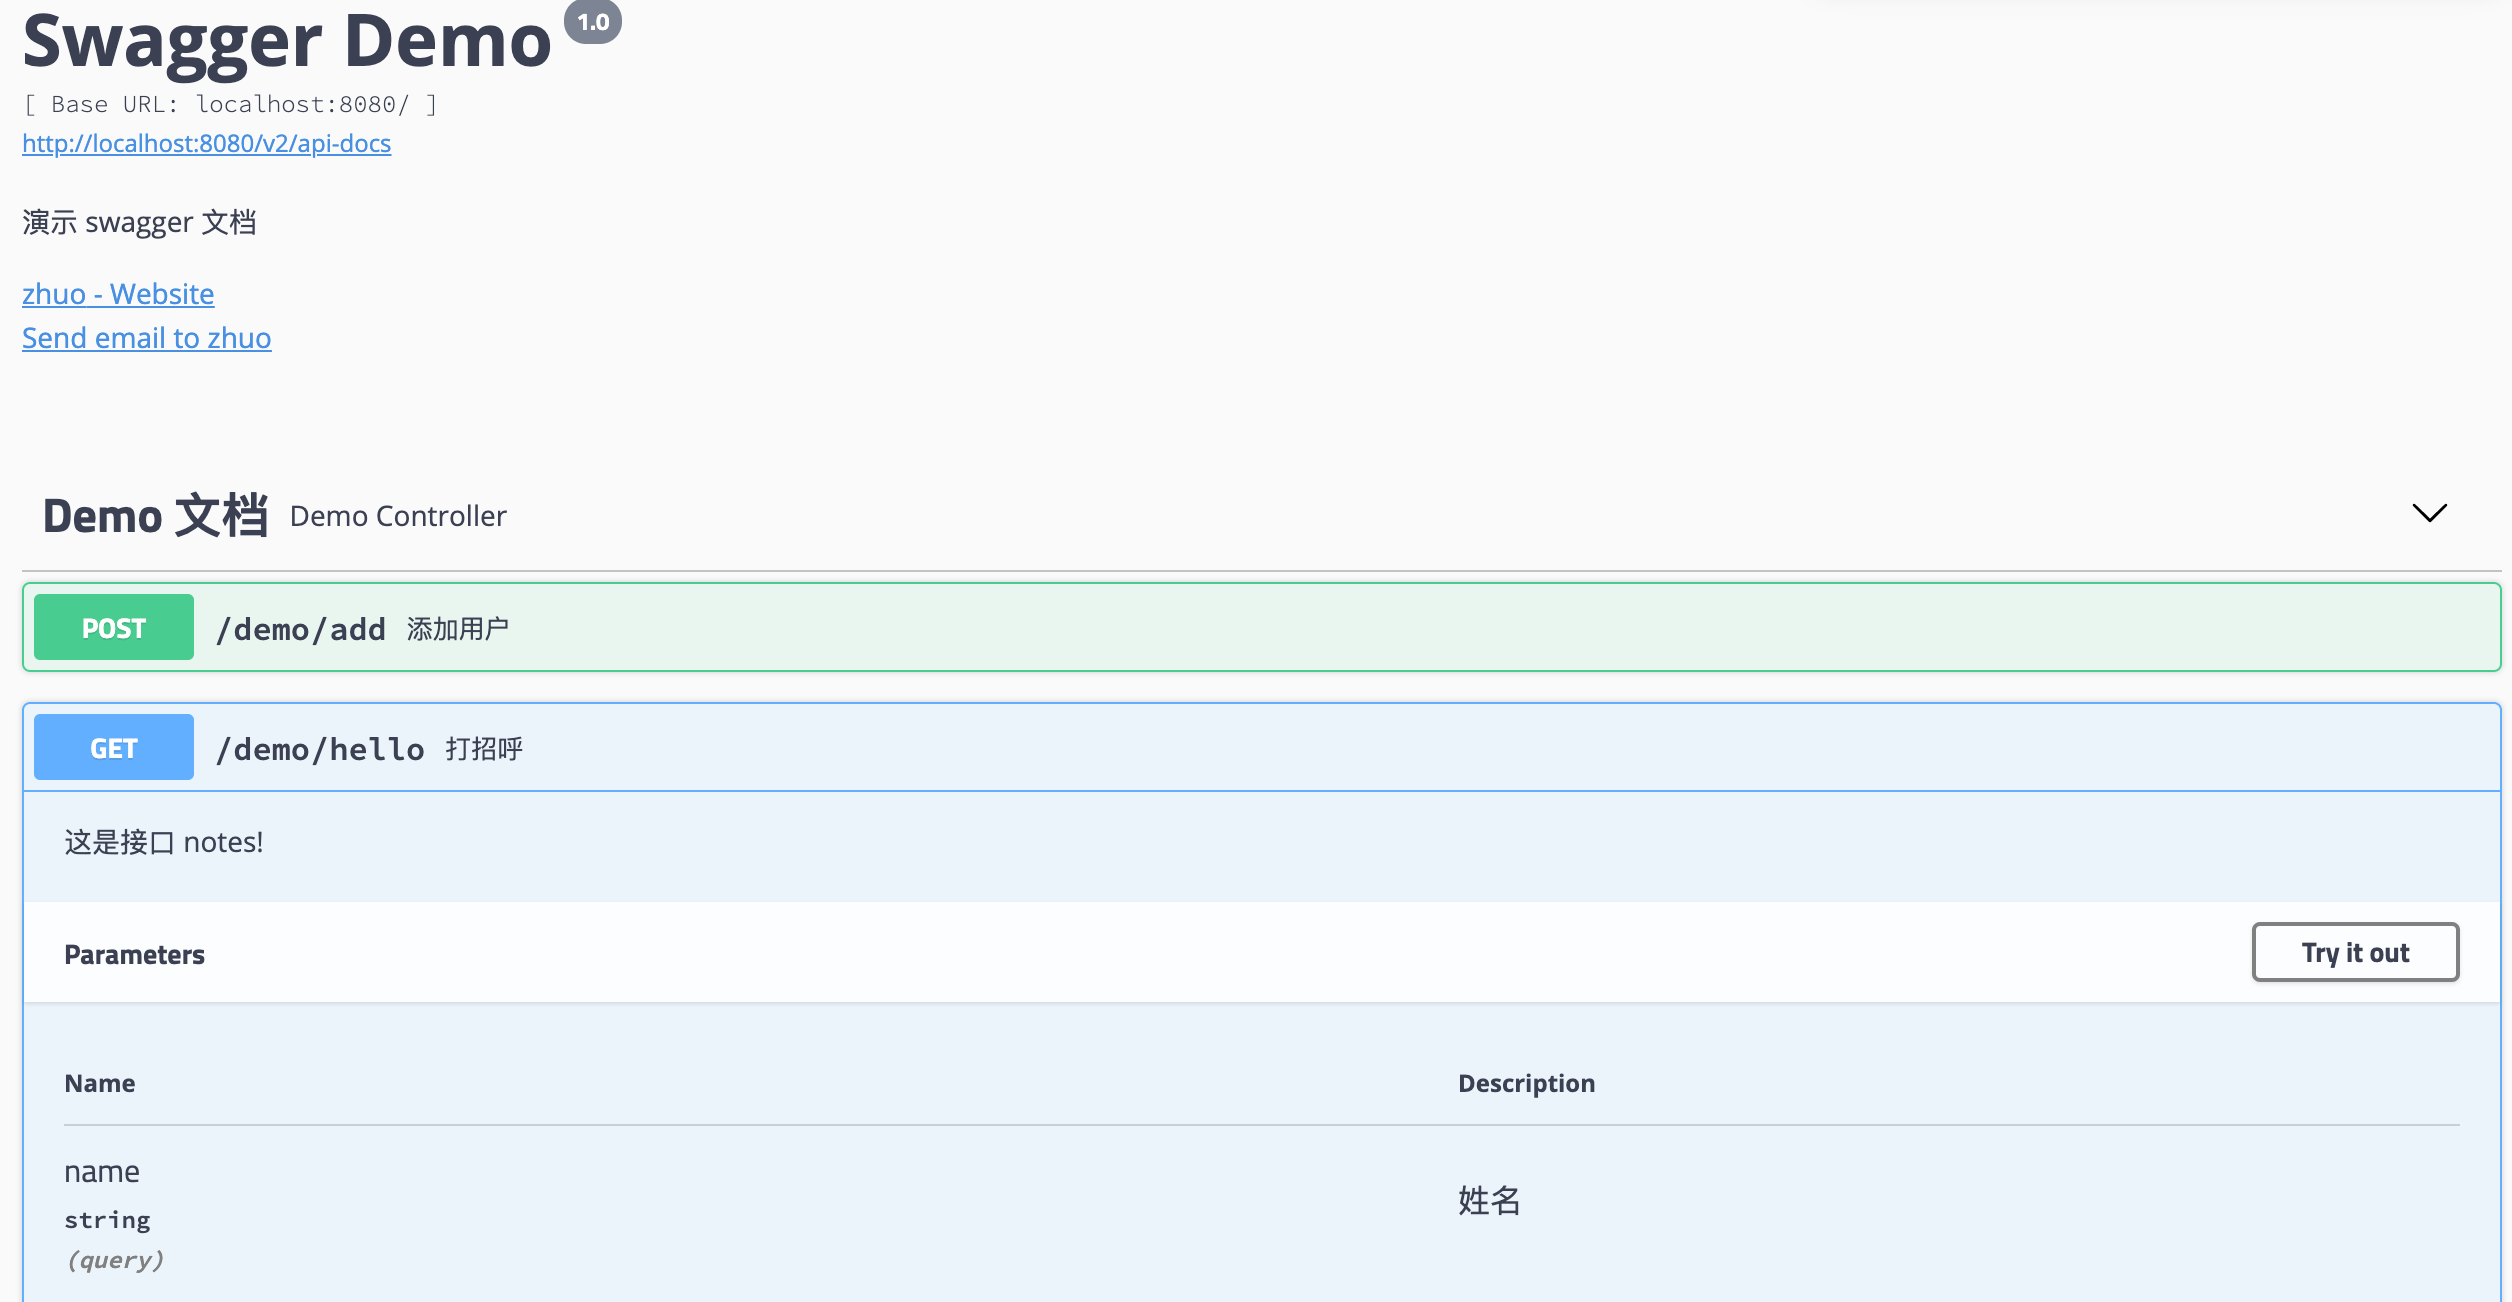 Swagger Demo 1.0
[ Base URL: localhost:8080/ ]
http://localhost:8080/v2/api-docs
演示 swagger 文档
zhuo - Website
Send email to zhuo
Demo 文档 Demo Controller
POST /demo/add 添加用户
GET /demo/hello 打招呼
这是接口 notes!
Parameters Try it out
Name Description
name
string
(query)
姓名